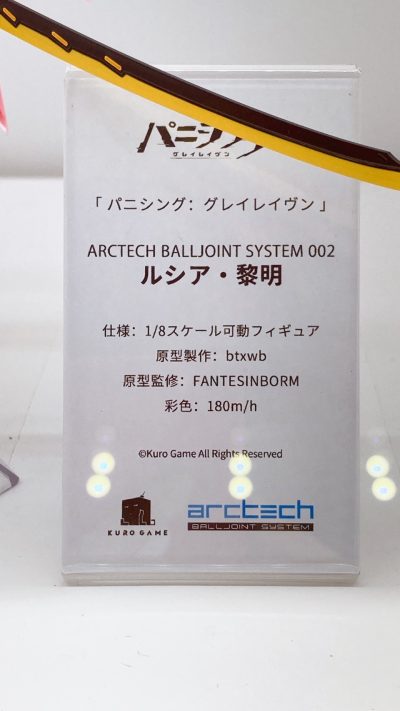 パニシング
グレイレイヴン
「 パニシング：グレイレイヴン 」
ARCTECH BALLJOINT SYSTEM 002
ルシア・黎明
仕様：1/8スケール可動フィギュア
原型製作：btxwb
原型監修：FANTESINBORM
彩色：180m/h
©Kuro Game All Rights Reserved
KURO GAME
arctech
BALLJOINT SYSTEM